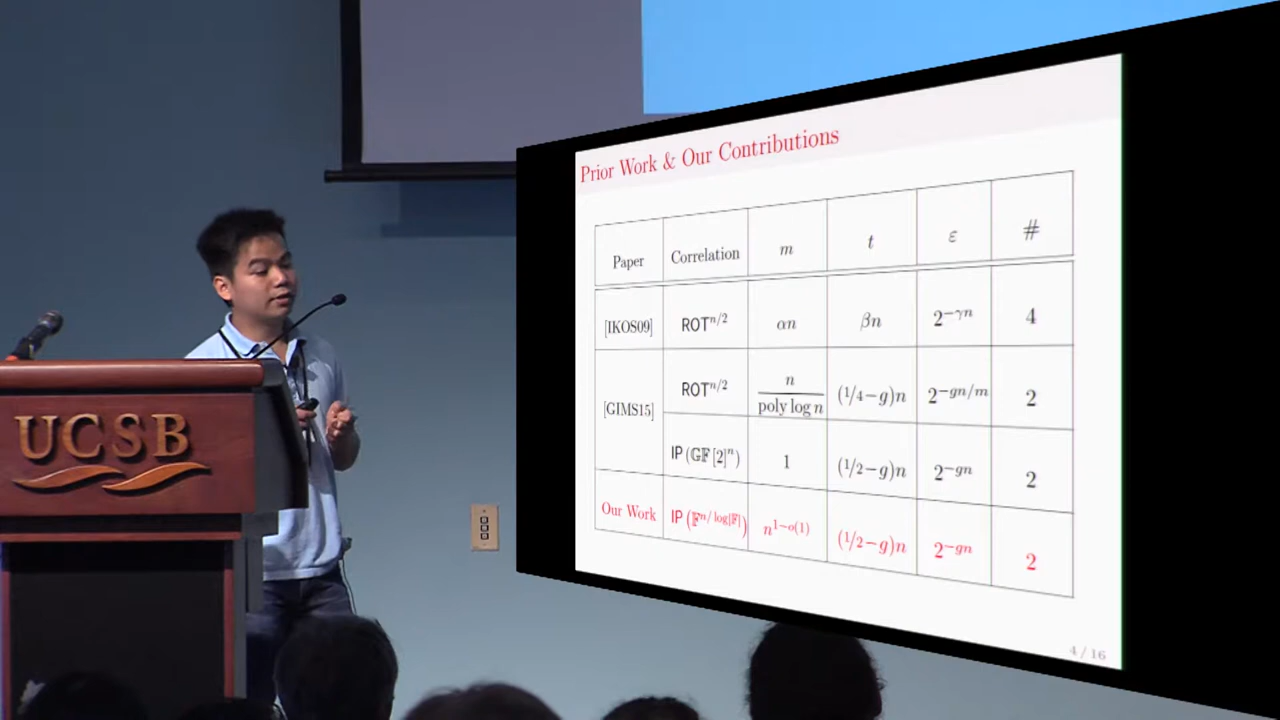 UCSB
Prior Work & Our Contributions
Paper Correlation m t ε #
[IKOS09] ROT^{n/2} αn βn 2^{−γn} 4
[GIMS15] ROT^{n/2} n/poly log n (1/4−g)n 2^{−gn/m} 2
IP (𝔾𝔽 [2]^n) 1 (1/2−g)n 2^{−gn} 2
Our Work IP (𝔽^{n/ log|𝔽|}) n^{1−o(1)} (1/2−g)n 2^{−gn} 2
4 / 16